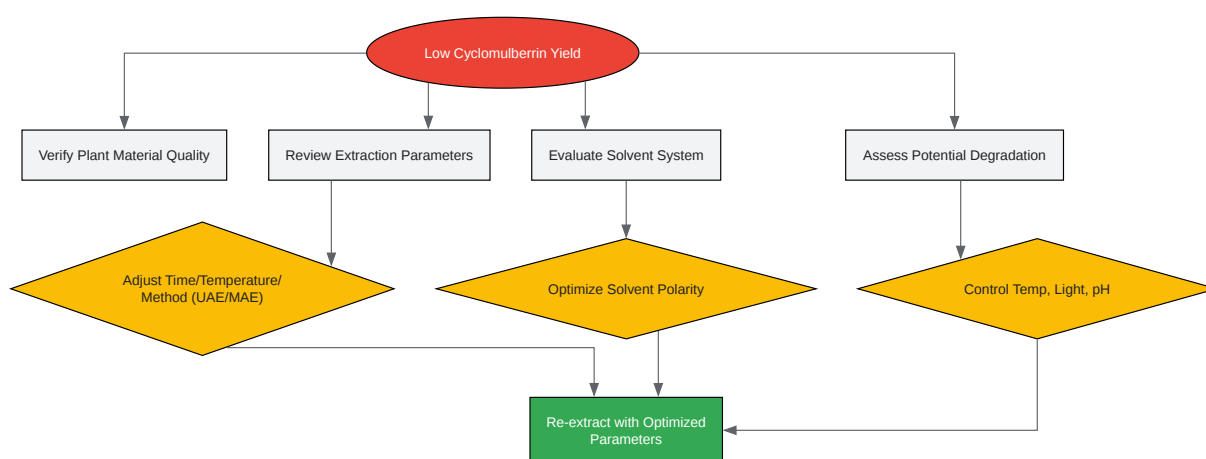 Low Cyclomulberrin Yield
Verify Plant Material Quality
Review Extraction Parameters
Evaluate Solvent System
Assess Potential Degradation
Adjust Time/Temperature/
Method (UAE/MAE)
Optimize Solvent Polarity
Control Temp, Light, pH
Re-extract with Optimized
Parameters